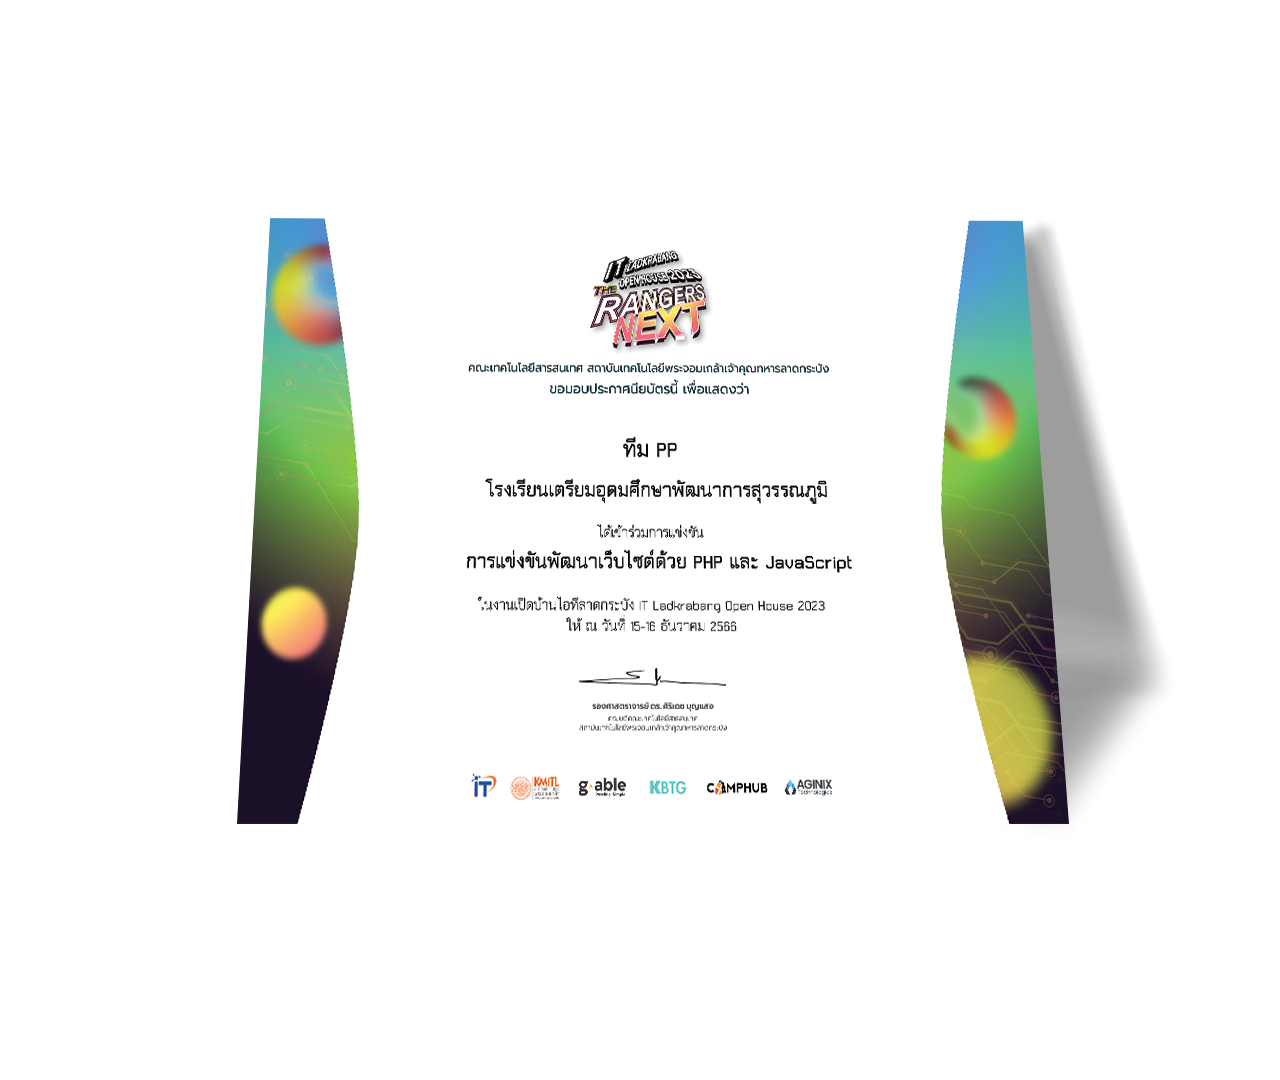 IT LADKRABANG
OPEN HOUSE 2023
THE
RANGERS
NEXT
คณะเทคโนโลยีสารสนเทศ สถาบันเทคโนโลยีพระจอมเกล้าเจ้าคุณทหารลาดกระบัง
ขอมอบประกาศนียบัตรนี้ เพื่อแสดงว่า
ทีม PP
โรงเรียนเตรียมอุดมศึกษาพัฒนาการสุวรรณภูมิ
ได้เข้าร่วมการแข่งขัน
การแข่งขันพัฒนาเว็บไซต์ด้วย PHP และ JavaScript
ในงานเปิดบ้านไอทีลาดกระบัง IT Ladkrabang Open House 2023
ให้ ณ วันที่ 15-16 ธันวาคม 2566
รองศาสตราจารย์ ดร. ศิริเดช บุญแสง
คณบดีคณะเทคโนโลยีสารสนเทศ
สถาบันเทคโนโลยีพระจอมเกล้าเจ้าคุณทหารลาดกระบัง
iT KMITL g·able KBTG CAMPHUB AGINIX
Technologies